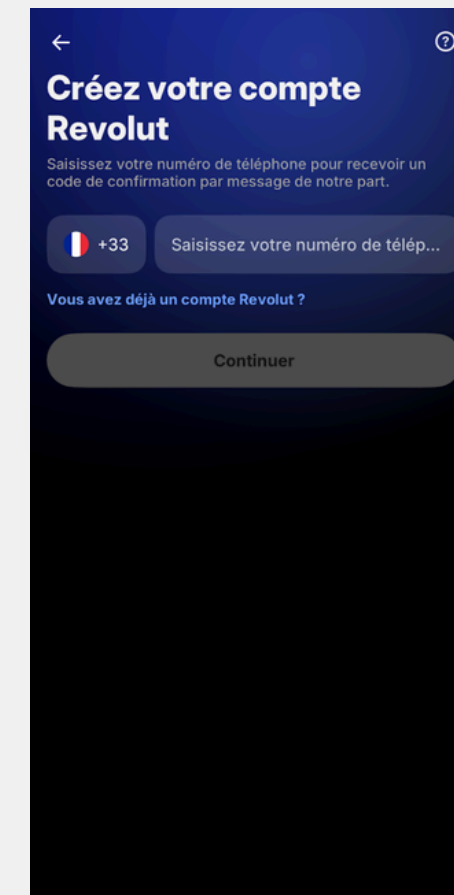 Créez votre compte
Revolut
Saisissez votre numéro de téléphone pour recevoir un
code de confirmation par message de notre part.
+33
Saisissez votre numéro de télép...
Vous avez déjà un compte Revolut ?
Continuer